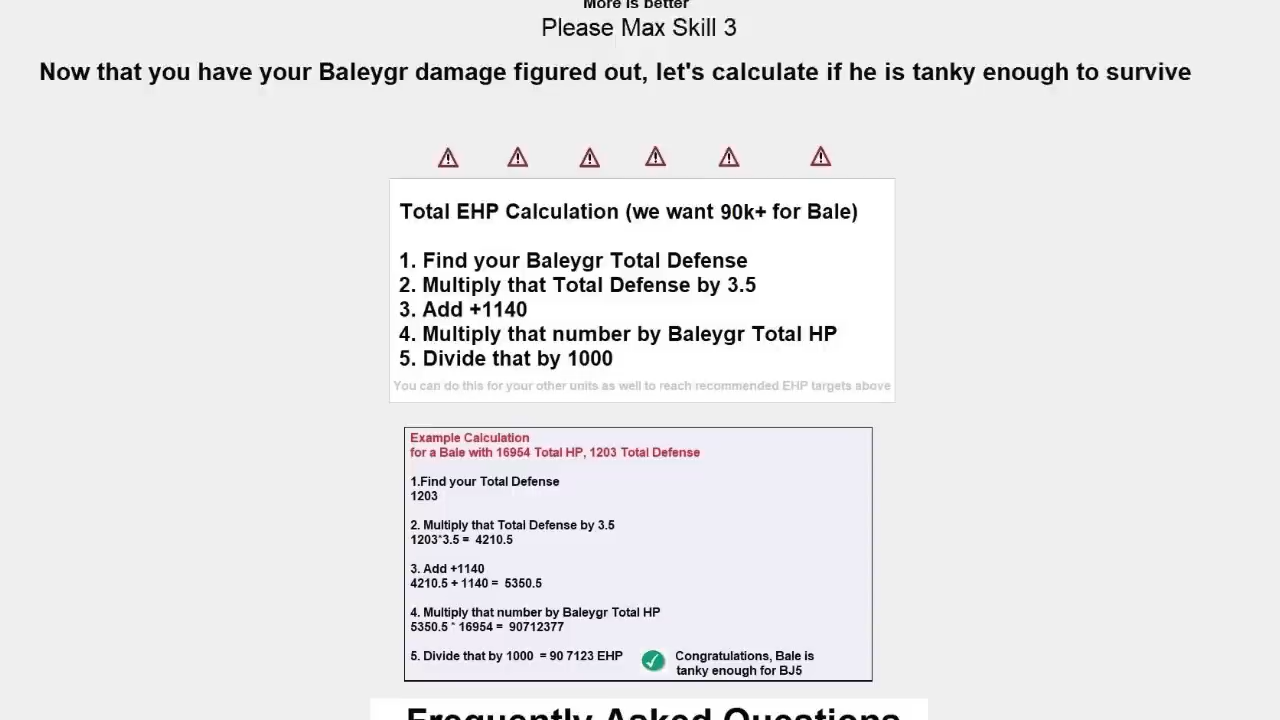 More is better
Please Max Skill 3
Now that you have your Baleygr damage figured out, let's calculate if he is tanky enough to survive
Total EHP Calculation (we want 90k+ for Bale)
1. Find your Baleygr Total Defense
2. Multiply that Total Defense by 3.5
3. Add +1140
4. Multiply that number by Baleygr Total HP
5. Divide that by 1000
You can do this for your other units as well to reach recommended EHP targets above
Example Calculation
for a Bale with 16954 Total HP, 1203 Total Defense
1.Find your Total Defense
1203
2. Multiply that Total Defense by 3.5
1203*3.5 = 4210.5
3. Add +1140
4210.5 + 1140 = 5350.5
4. Multiply that number by Baleygr Total HP
5350.5 * 16954 = 90712377
5. Divide that by 1000 = 90 7123 EHP
Congratulations, Bale is
tanky enough for BJ5
Frequently Asked Questions